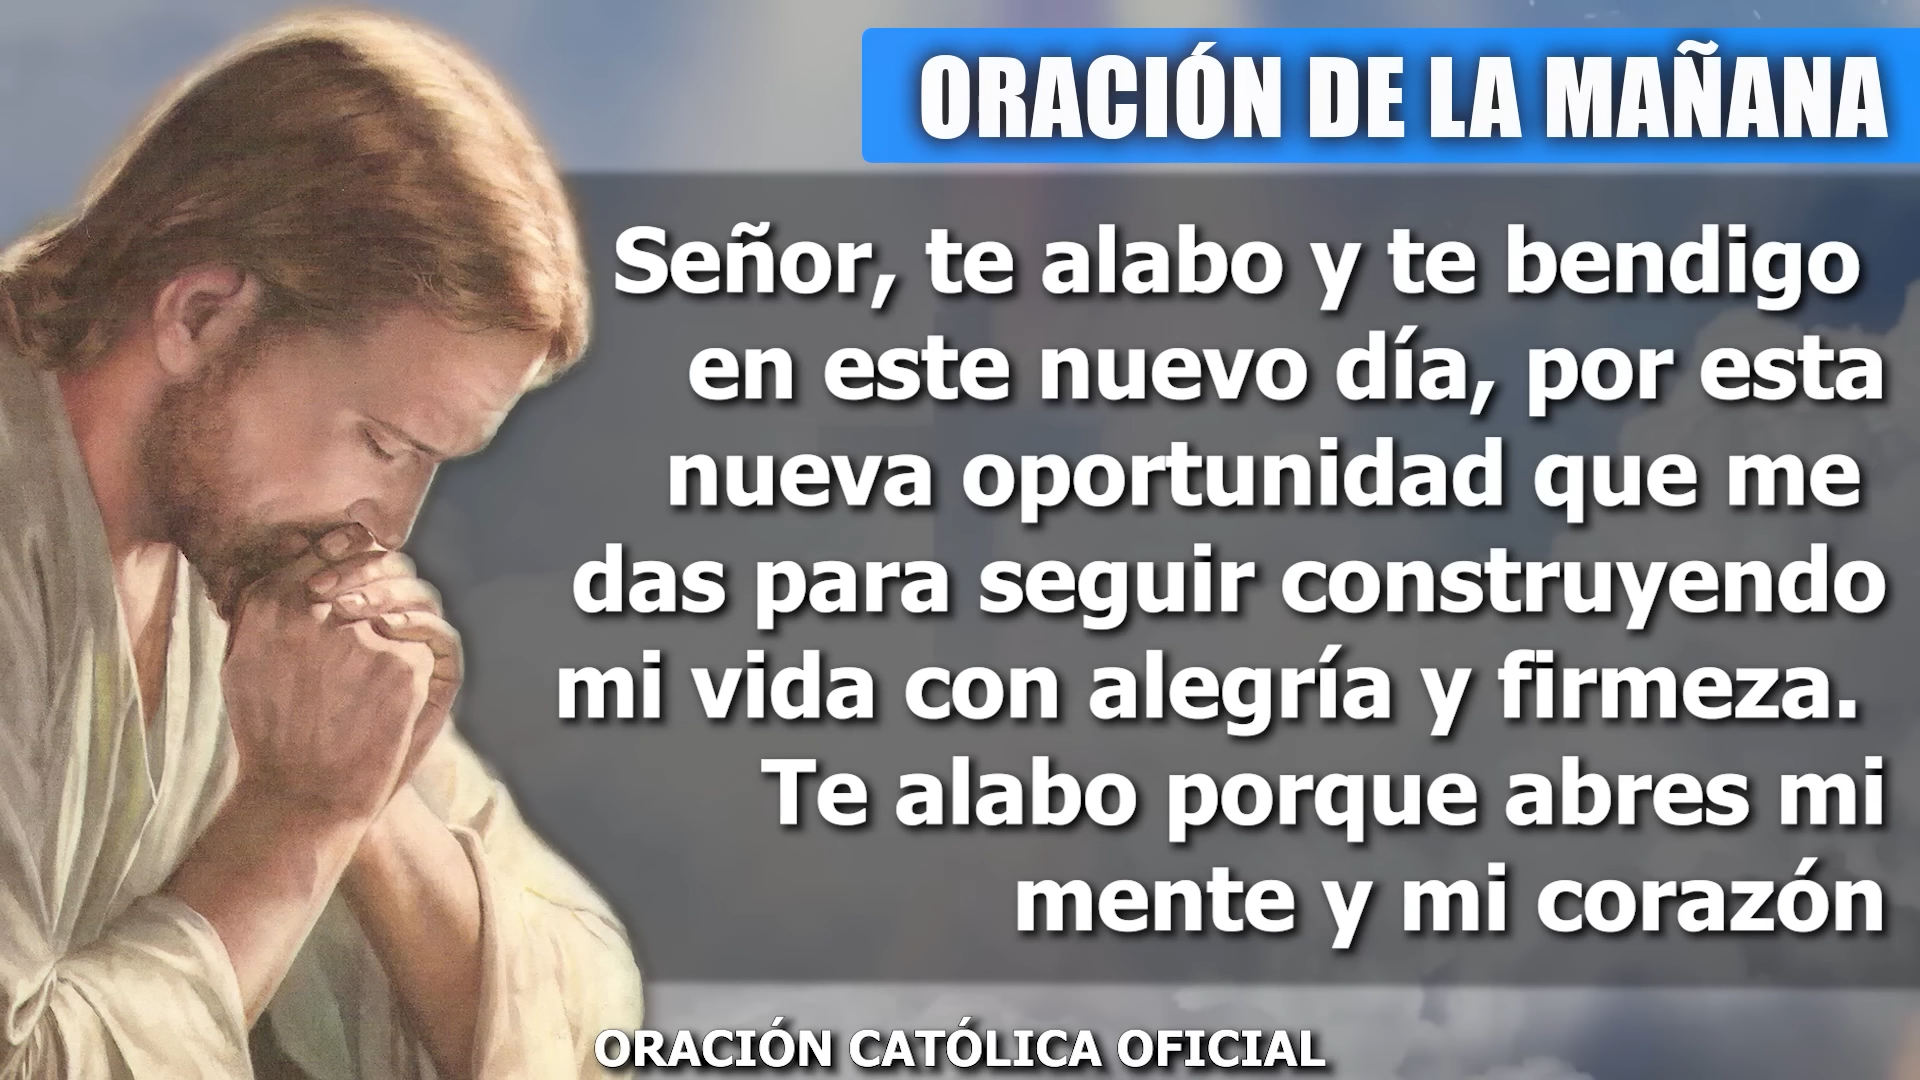 ORACIÓN DE LA MAÑANA
Señor, te alabo y te bendigo
en este nuevo día, por esta
nueva oportunidad que me
das para seguir construyendo
mi vida con alegría y firmeza.
Te alabo porque abres mi
mente y mi corazón
ORACIÓN CATÓLICA OFICIAL